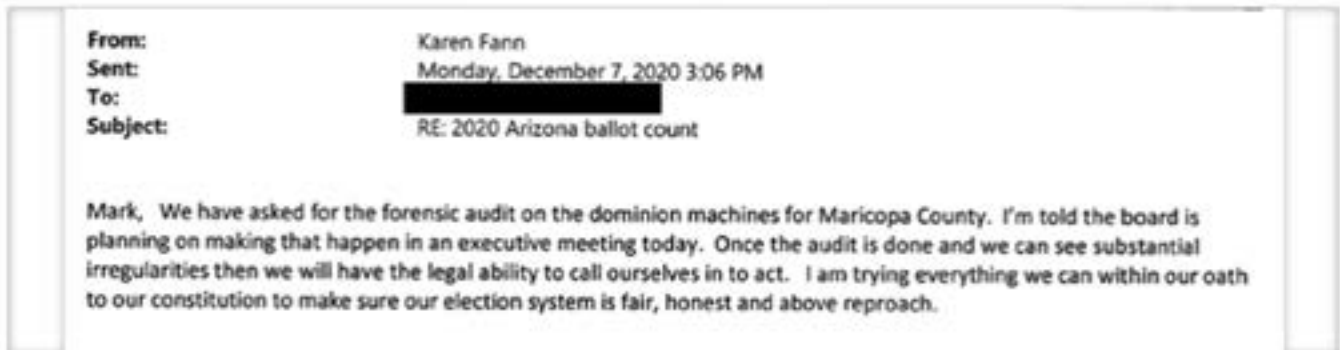 From: Karen Fann
Sent: Monday, December 7, 2020 3:06 PM
To:
Subject: RE: 2020 Arizona ballot count
Mark, We have asked for the forensic audit on the dominion machines for Maricopa County. I'm told the board is
planning on making that happen in an executive meeting today. Once the audit is done and we can see substantial
irregularities then we will have the legal ability to call ourselves in to act. I am trying everything we can within our oath
to our constitution to make sure our election system is fair, honest and above reproach.